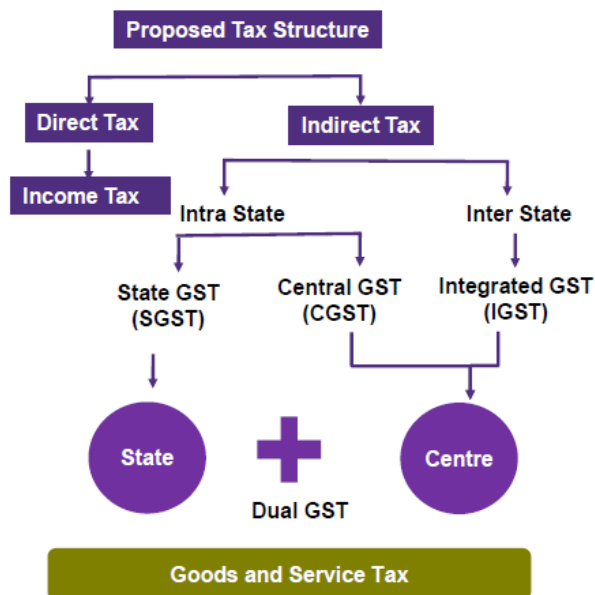 Proposed Tax Structure
Direct Tax
Indirect Tax
Income Tax
Intra State
Inter State
State GST
(SGST)
Central GST
(CGST)
Integrated GST
(IGST)
State
Centre
Dual GST
Goods and Service Tax